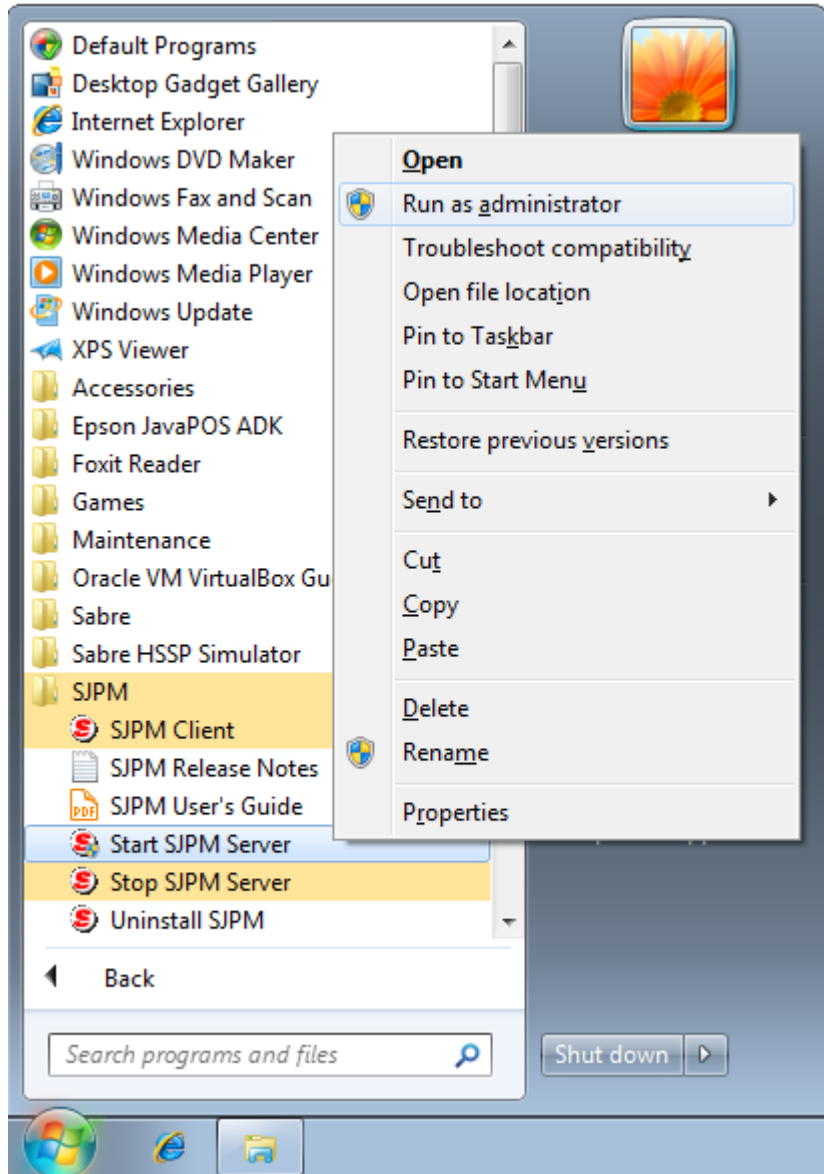 Default Programs
Desktop Gadget Gallery
Internet Explorer
Windows DVD Maker
Windows Fax and Scan
Windows Media Center
Windows Media Player
Windows Update
XPS Viewer
Accessories
Epson JavaPOS ADK
Foxit Reader
Games
Maintenance
Oracle VM VirtualBox Gu
Sabre
Sabre HSSP Simulator
SJPM
SJPM Client
SJPM Release Notes
PDF
SJPM User's Guide
Start SJPM Server
Stop SJPM Server
Uninstall SJPM
Back
Search programs and files
Open
Run as administrator
Troubleshoot compatibility
Open file location
Pin to Taskbar
Pin to Start Menu
Restore previous versions
Send to
Cut
Copy
Paste
Delete
Rename
Properties
Shut down